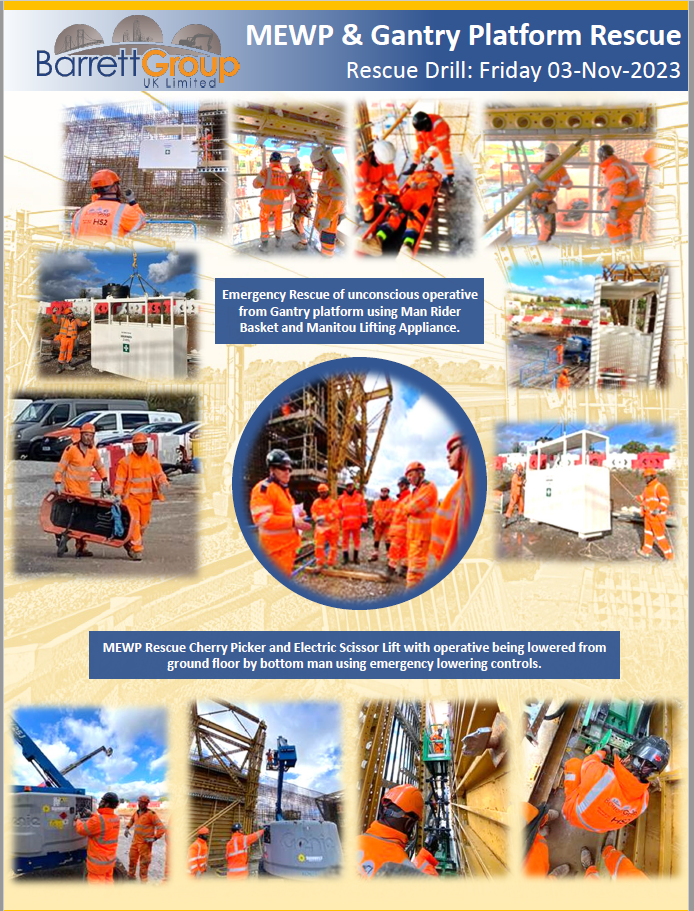 BarrettGroup
UK Limited
MEWP & Gantry Platform Rescue
Rescue Drill: Friday 03-Nov-2023
HS2
Emergency Rescue of unconscious operative
from Gantry platform using Man Rider
Basket and Manitou Lifting Appliance.
MEWP Rescue Cherry Picker and Electric Scissor Lift with operative being lowered from
ground floor by bottom man using emergency lowering controls.
Genie
HS2